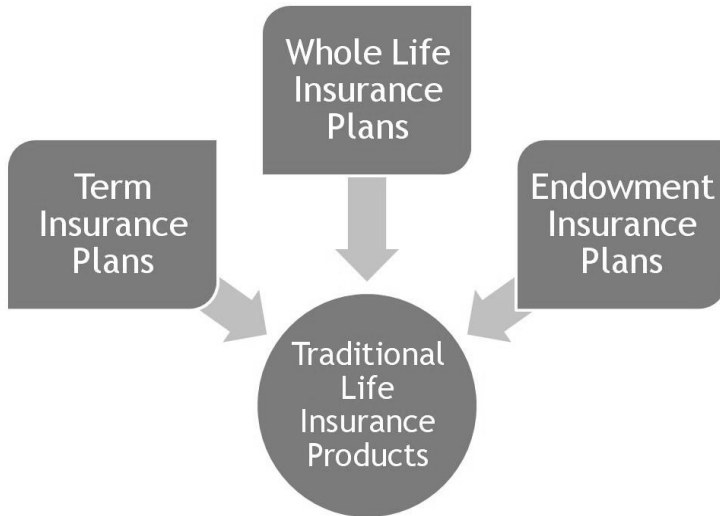 Whole Life
Insurance
Plans
Term
Insurance
Plans
Endowment
Insurance
Plans
Traditional
Life
Insurance
Products